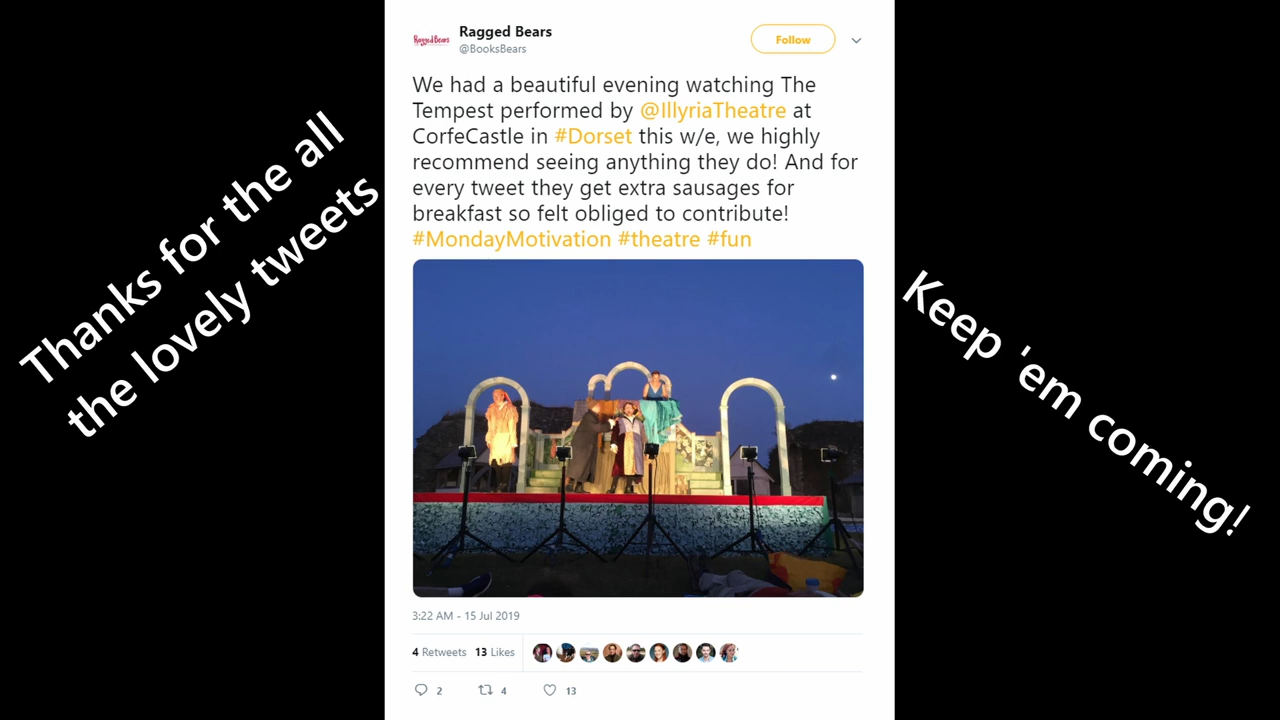 Thanks for the all
the lovely tweets
Ragged Bears
Ragged Bears
@BooksBears
Follow
We had a beautiful evening watching The
Tempest performed by @IllyriaTheatre at
CorfeCastle in #Dorset this w/e, we highly
recommend seeing anything they do! And for
every tweet they get extra sausages for
breakfast so felt obliged to contribute!
#MondayMotivation #theatre #fun
3:22 AM - 15 Jul 2019
4 Retweets 13 Likes
2 4 13
Keep 'em coming!